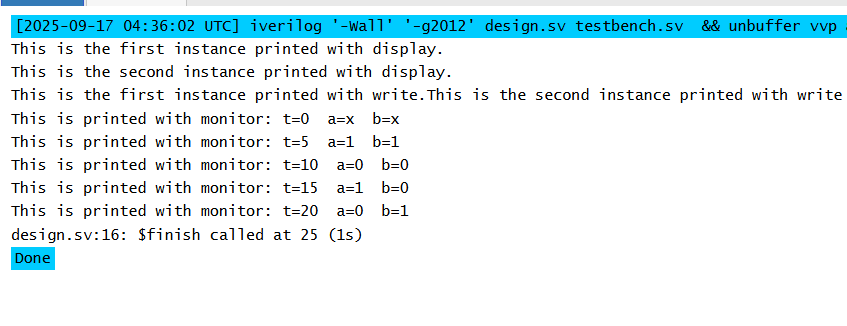 [2025-09-17 04:36:02 UTC] iverilog '-Wall' '-g2012' design.sv testbench.sv  && unbuffer vvp
This is the first instance printed with display.
This is the second instance printed with display.
This is the first instance printed with write.This is the second instance printed with write
This is printed with monitor: t=0  a=x  b=x
This is printed with monitor: t=5  a=1  b=1
This is printed with monitor: t=10  a=0  b=0
This is printed with monitor: t=15  a=1  b=0
This is printed with monitor: t=20  a=0  b=1
design.sv:16: $finish called at 25 (1s)
Done